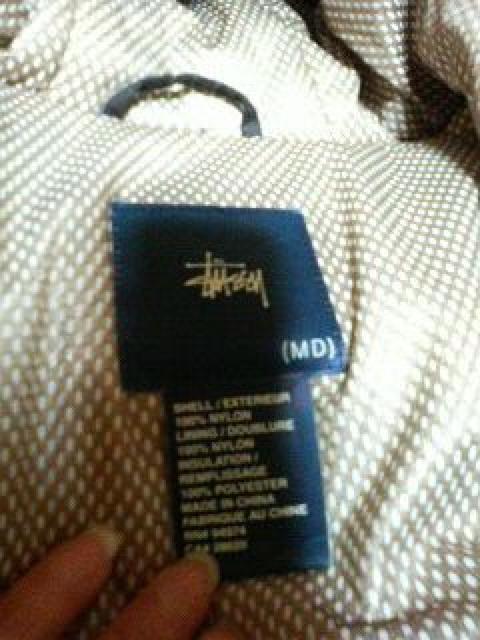 Stüssy
(MD)
SHELL / EXTERIEUR
100% NYLON
LINING / DOUBLURE
100% NYLON
INSULATION /
REMPLISSAGE
100% POLYESTER
MADE IN CHINA
FABRIQUE AU CHINE